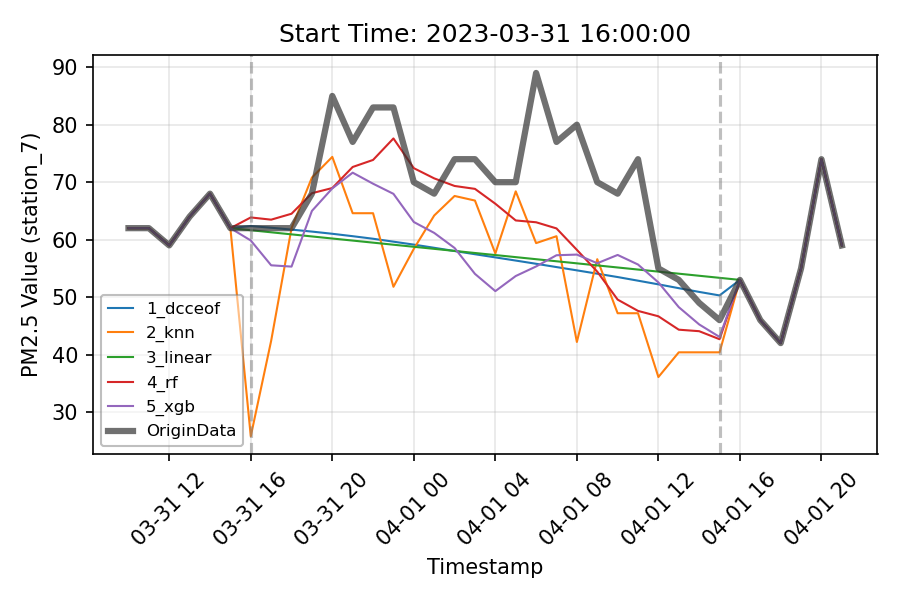 Start Time: 2023-03-31 16:00:00
PM2.5 Value (station_7)
90
80
70
60
50
40
30
1_dcceof
2_knn
3_linear
4_rf
5_xgb
OriginData
03-31 12
03-31 16
03-31 20
04-01 00
04-01 04
04-01 08
04-01 12
04-01 16
04-01 20
Timestamp